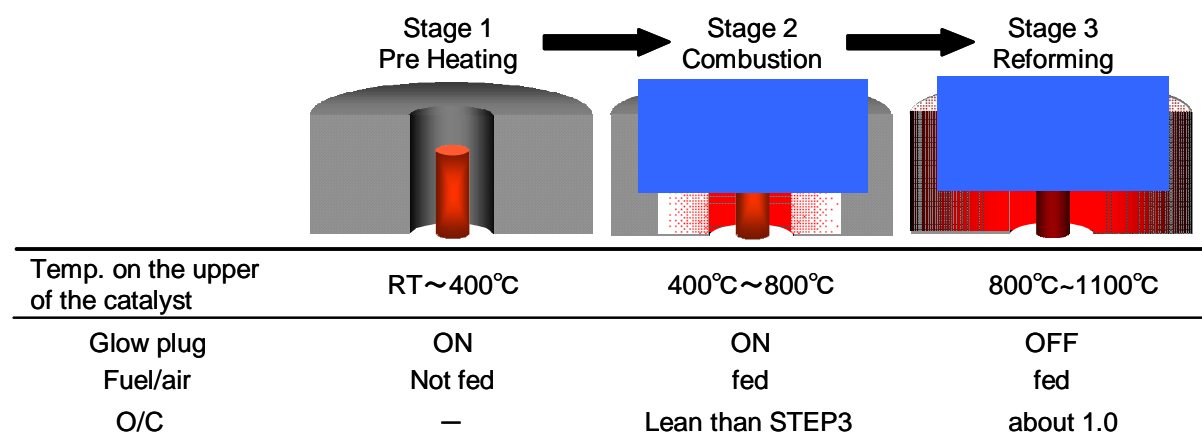 Stage 1
Pre Heating
Stage 2
Combustion
Stage 3
Reforming
Temp. on the upper
of the catalyst
RT～400℃
400℃～800℃
800℃~1100℃
Glow plug
ON
ON
OFF
Fuel/air
Not fed
fed
fed
O/C
－
Lean than STEP3
about 1.0